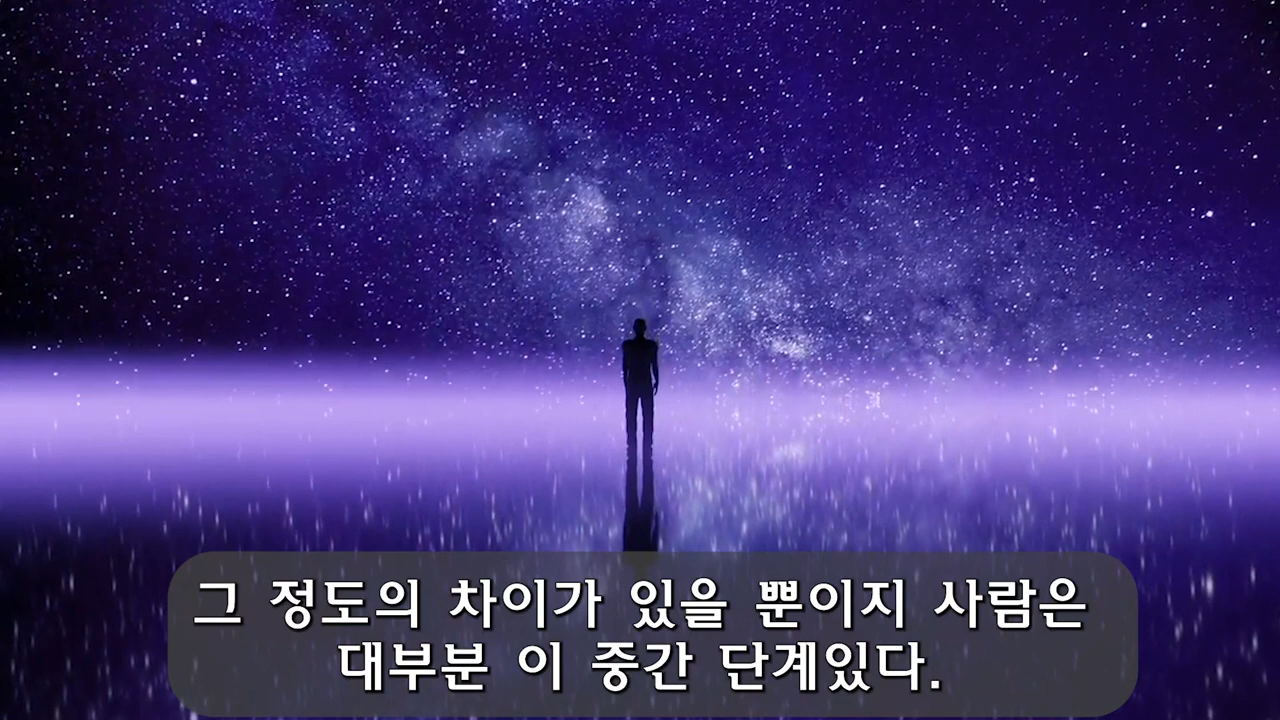 그 정도의 차이가 있을 뿐이지 사람은
대부분 이 중간 단계있다.